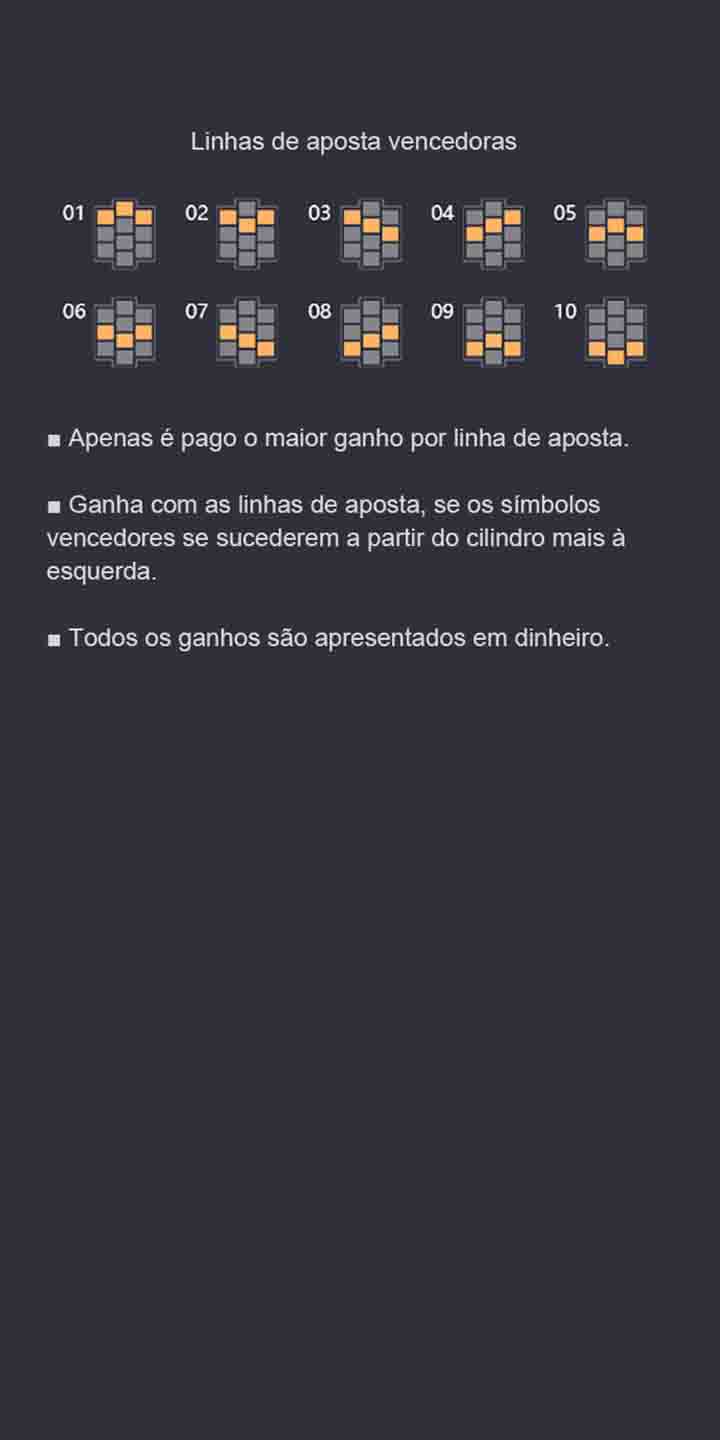 Linhas de aposta vencedoras
01 02 03 04 05
06 07 08 09 10
■ Apenas é pago o maior ganho por linha de aposta.
■ Ganha com as linhas de aposta, se os símbolos
vencedores se sucederem a partir do cilindro mais à
esquerda.
■ Todos os ganhos são apresentados em dinheiro.